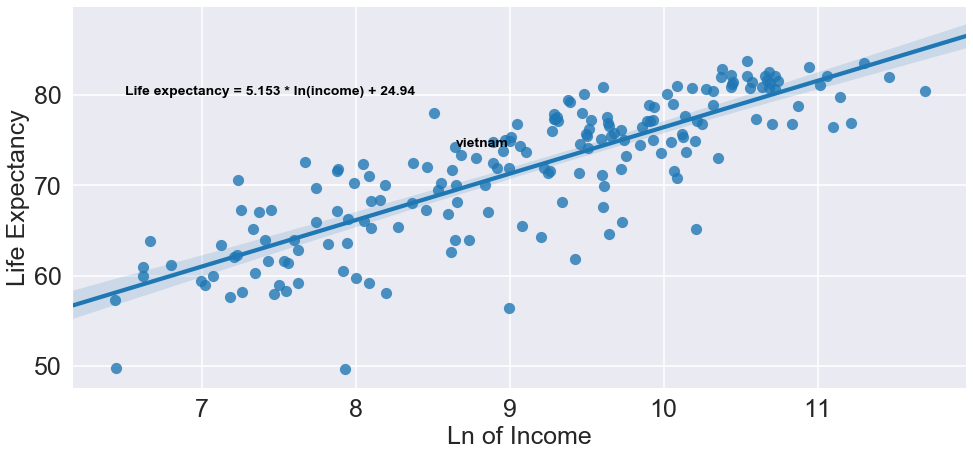 Life Expectancy
80
70
60
50
Life expectancy = 5.153 * ln(income) + 24.94
vietnam
7 8 9 10 11
Ln of Income